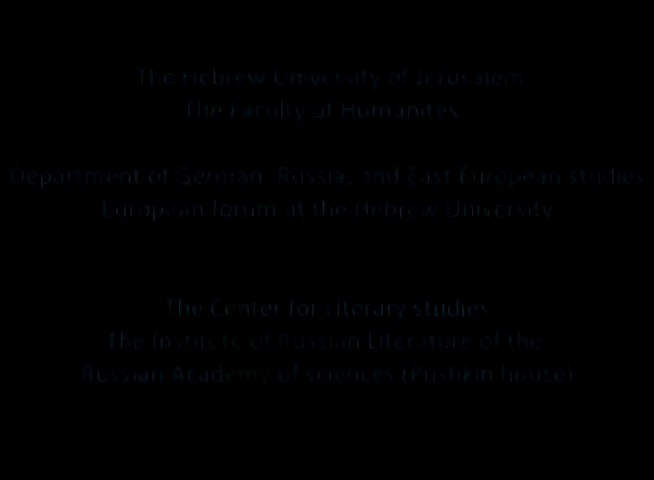 The Hebrew University of Jerusalem
The Faculty of Humanites
Department of German, Russian, and East European studies
European forum at the Hebrew University
The Center for Literary studies
The Institute of Russian Literature of the
Russian Academy of sciences (Pushkin house)